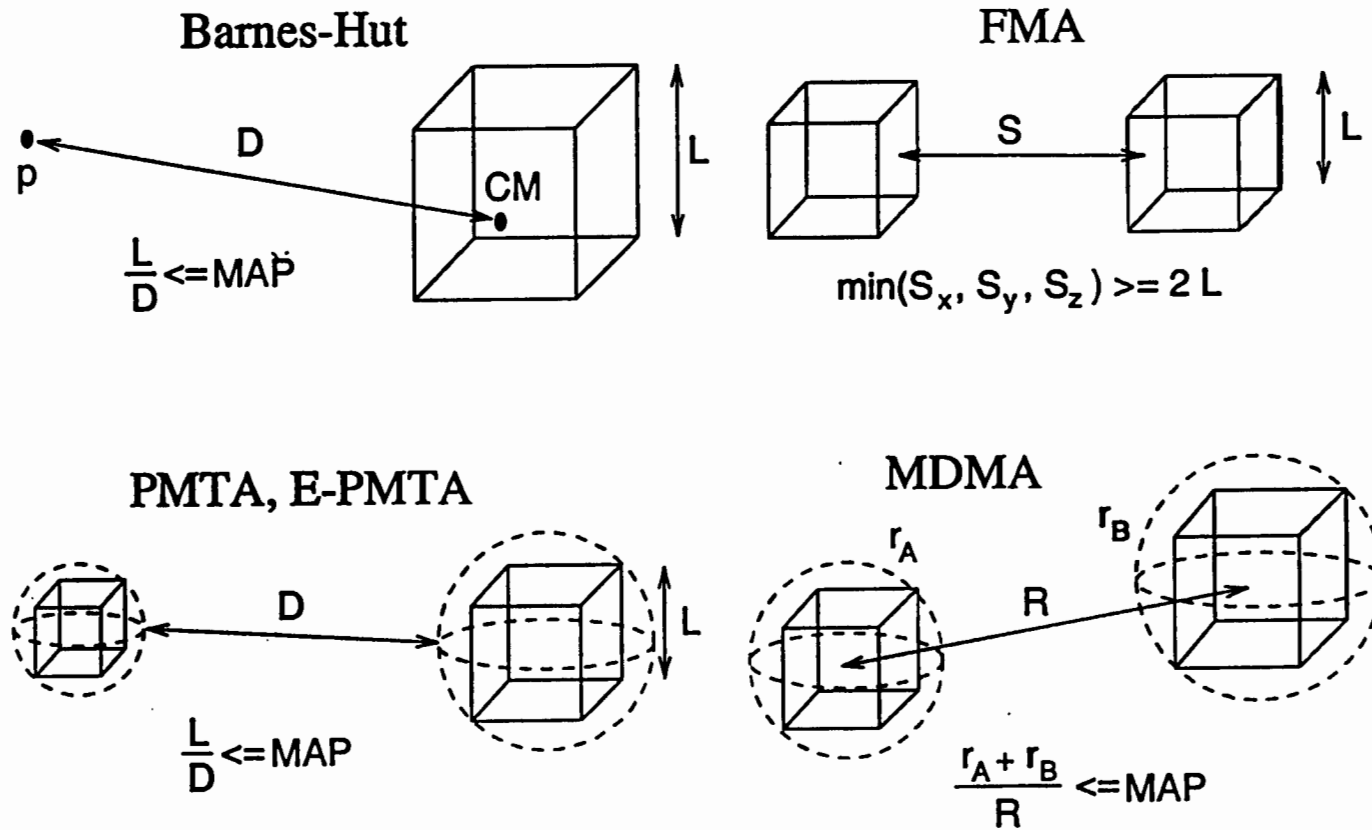 Barnes-Hut
D
p
CM
L
L/D <=MAP
FMA
S
L
min(Sx, Sy, Sz) >= 2 L
PMTA, E-PMTA
D
L
L/D <=MAP
MDMA
rA
rB
R
rA + rB / R <=MAP